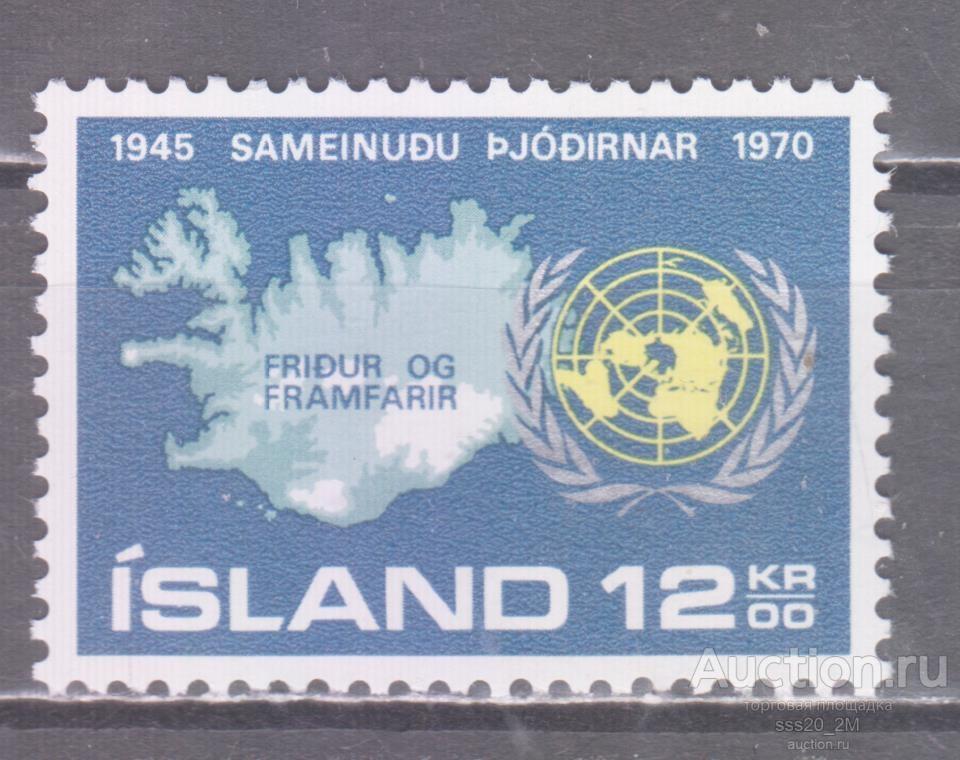 1945 SAMEINUÐU ÞJÓÐIRNAR 1970
FRIÐUR OG
FRAMFARIR
ÍSLAND 12 KR
00
Auction.ru
торговая площадка
sss20_2M
auction.ru